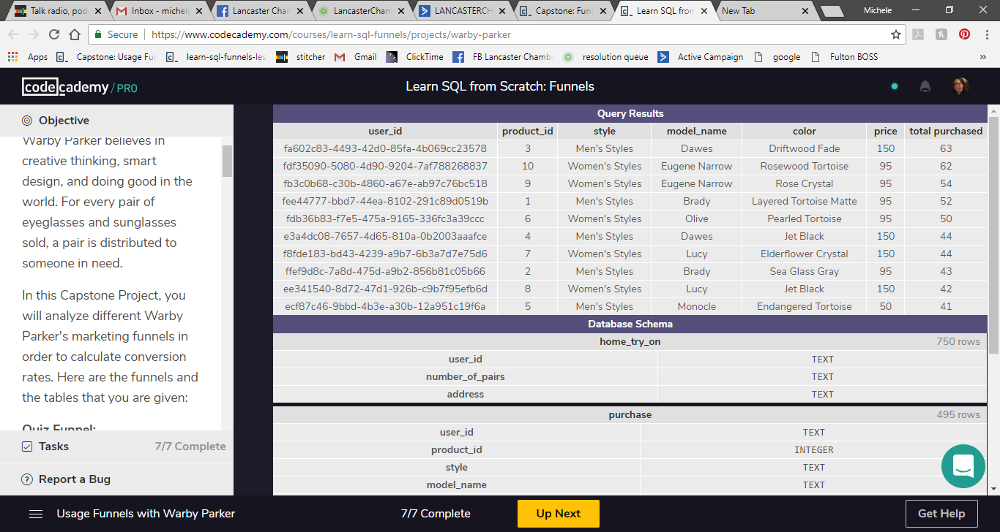 Talk radio, pod
Inbox - michele
Lancaster Cham
LancasterCham
LANCASTERCH
Capstone: Funn
Learn SQL from
New Tab
Michele
Secure
https://www.codecademy.com/courses/learn-sql-funnels/projects/warby-parker
Apps
Capstone: Usage Fur
learn-sql-funnels-les
stitcher
Gmail
ClickTime
FB Lancaster Chamb
resolution queue
Active Campaign
google
Fulton BOSS
»
codecademy/PRO
Learn SQL from Scratch: Funnels
Objective
Warby Parker believes in
creative thinking, smart
design, and doing good in the
world. For every pair of
eyeglasses and sunglasses
sold, a pair is distributed to
someone in need.
In this Capstone Project, you
will analyze different Warby
Parker's marketing funnels in
order to calculate conversion
rates. Here are the funnels and
the tables that you are given:
Quiz Funnel:
Tasks 7/7 Complete
Report a Bug
Query Results
user_id product_id style model_name color price total purchased
fa602c83-4493-42d0-85fa-4b069cc23578 3 Men's Styles Dawes Driftwood Fade 150 63
fdf35090-5080-4d90-9204-7af788268837 10 Women's Styles Eugene Narrow Rosewood Tortoise 95 62
fb3c0b68-c30b-4860-a67e-ab97c76bc518 9 Women's Styles Eugene Narrow Rose Crystal 95 54
fee44777-bbd7-44ea-8102-291c89d0519b 1 Men's Styles Brady Layered Tortoise Matte 95 52
fdb36b83-f7e5-475a-9165-336fc3a39ccc 6 Women's Styles Olive Pearled Tortoise 95 50
e3a4dc08-7657-4d65-810a-0b2003aaafce 4 Men's Styles Dawes Jet Black 150 44
f8fde183-bd43-4239-a9b7-6b3a7d7e75d6 7 Women's Styles Lucy Elderflower Crystal 150 44
ffef9d8c-7a8d-475d-a9b2-856b81c05b66 2 Men's Styles Brady Sea Glass Gray 95 43
ee341540-8d72-47d1-926b-c9b7f95efb6d 8 Women's Styles Lucy Jet Black 150 42
ecf87c46-9bbd-4b3e-a30b-12a951c19f6a 5 Men's Styles Monocle Endangered Tortoise 50 41
Database Schema
home_try_on 750 rows
user_id TEXT
number_of_pairs TEXT
address TEXT
purchase 495 rows
user_id TEXT
product_id INTEGER
style TEXT
model_name TEXT
Usage Funnels with Warby Parker
7/7 Complete
Up Next
Get Help